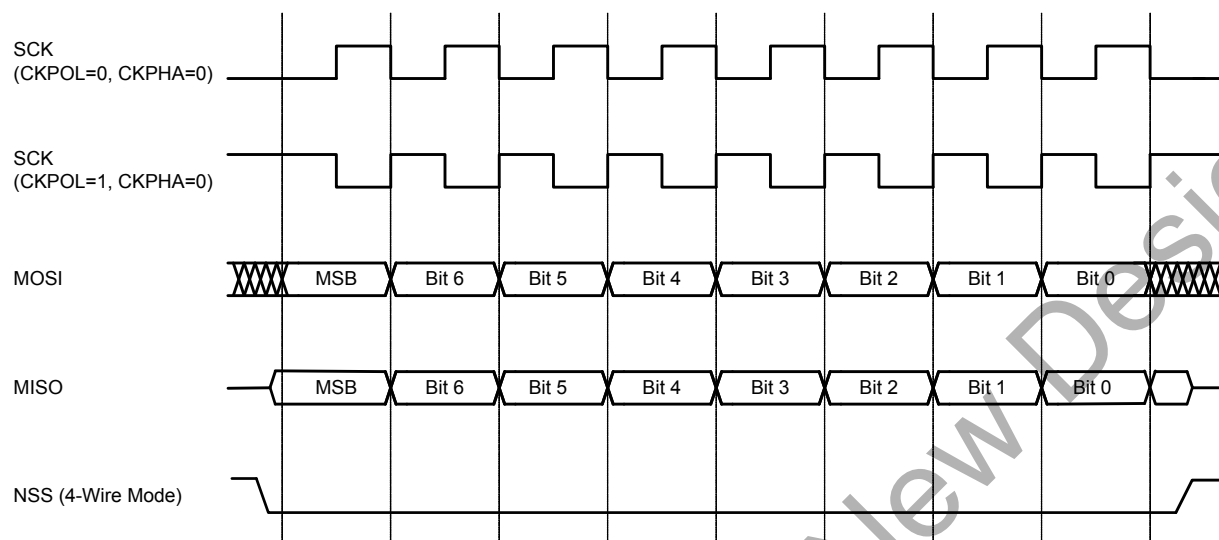 SCK
(CKPOL=0, CKPHA=0)
SCK
(CKPOL=1, CKPHA=0)
MOSI
MSB Bit 6 Bit 5 Bit 4 Bit 3 Bit 2 Bit 1 Bit 0
MISO
MSB Bit 6 Bit 5 Bit 4 Bit 3 Bit 2 Bit 1 Bit 0
NSS (4-Wire Mode)
New